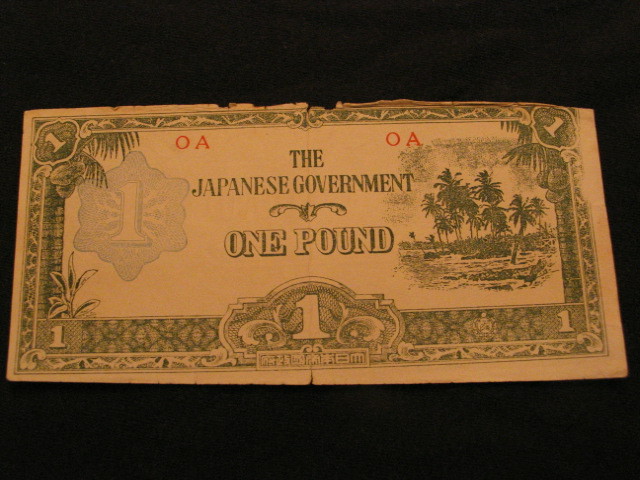 1 1
OA OA
THE
JAPANESE GOVERNMENT
1
ONE POUND
1 1 1